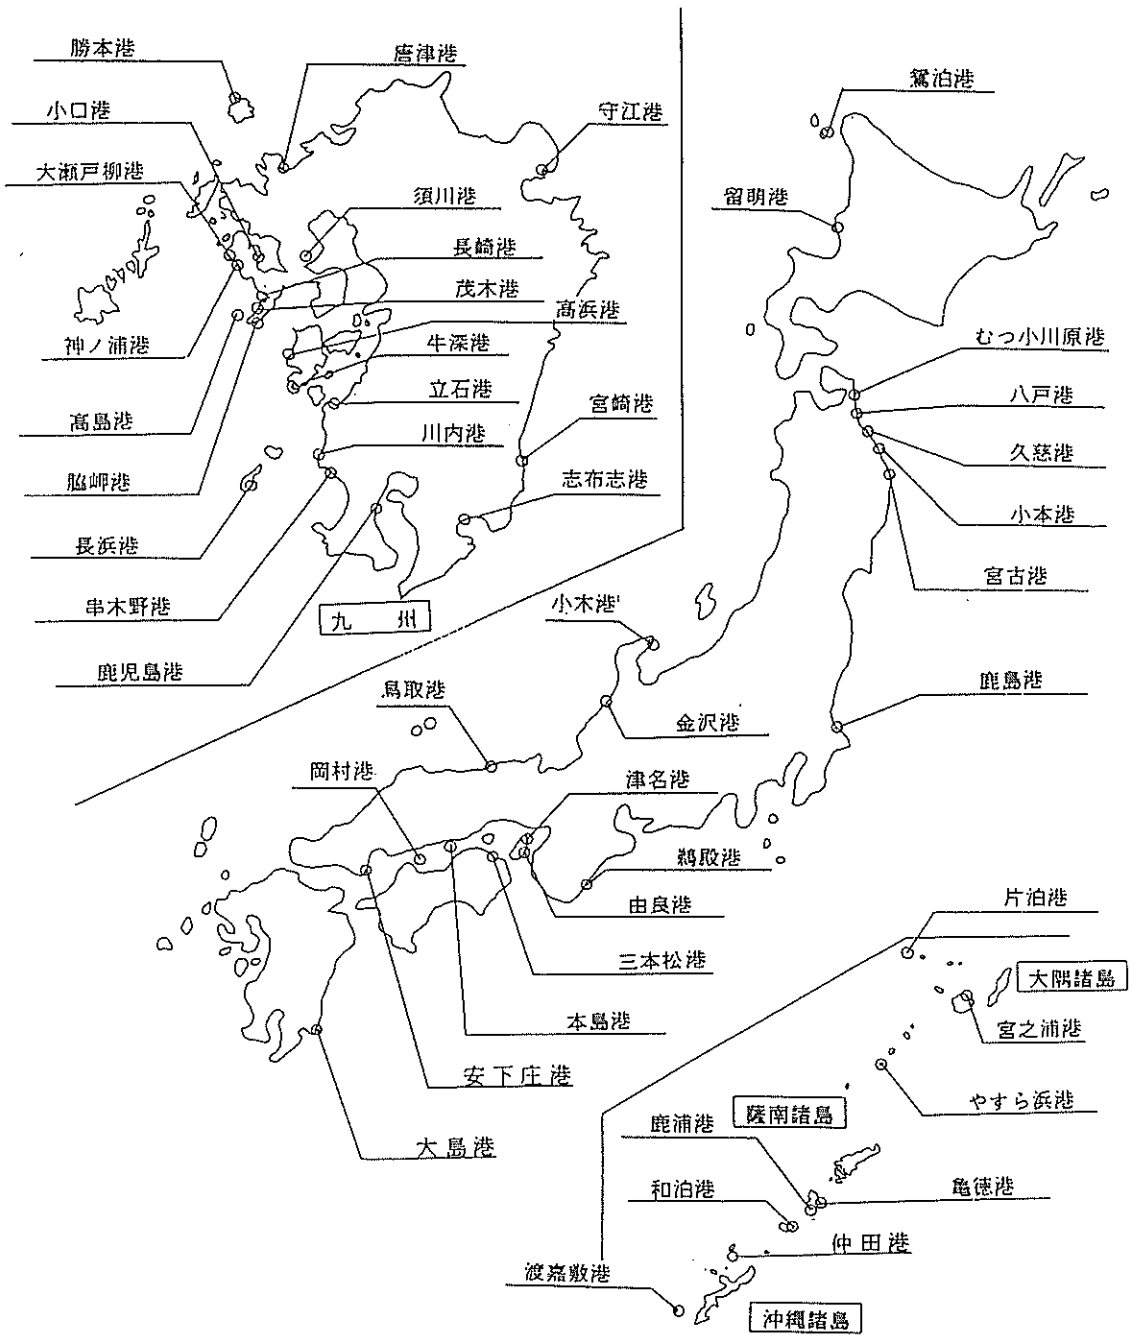 勝本港
唐津港
小口港
守江港
大瀬戸柳港
須川港
長崎港
茂木港
高浜港
神ノ浦港
牛深港
立石港
宮崎港
高島港
川内港
脇岬港
志布志港
長浜港
串木野港
九州
鹿児島港
鴛泊港
留萌港
むつ小川原港
八戸港
久慈港
小本港
宮古港
小木港
鹿島港
鳥取港
金沢港
岡村港
津名港
鵜殿港
由良港
三本松港
本島港
安下庄港
大島港
片泊港
大隅諸島
宮之浦港
やすら浜港
薩南諸島
鹿浦港
和泊港
亀徳港
仲田港
渡嘉敷港
沖縄諸島